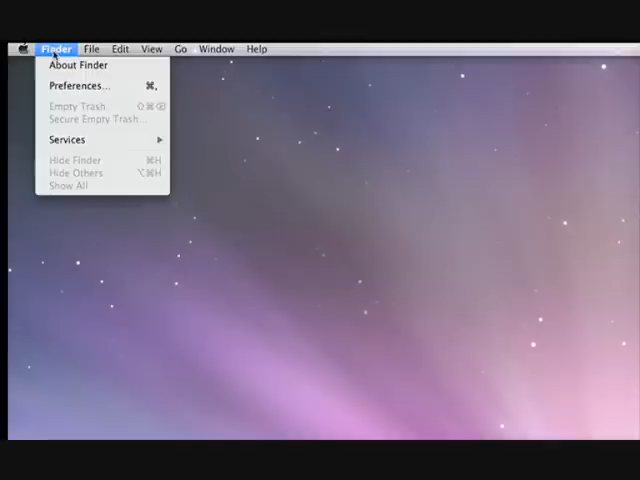 Finder File Edit View Go Window Help
About Finder
Preferences... ⌘,
Empty Trash ⇧⌘⌫
Secure Empty Trash...
Services
Hide Finder ⌘H
Hide Others ⌥⌘H
Show All